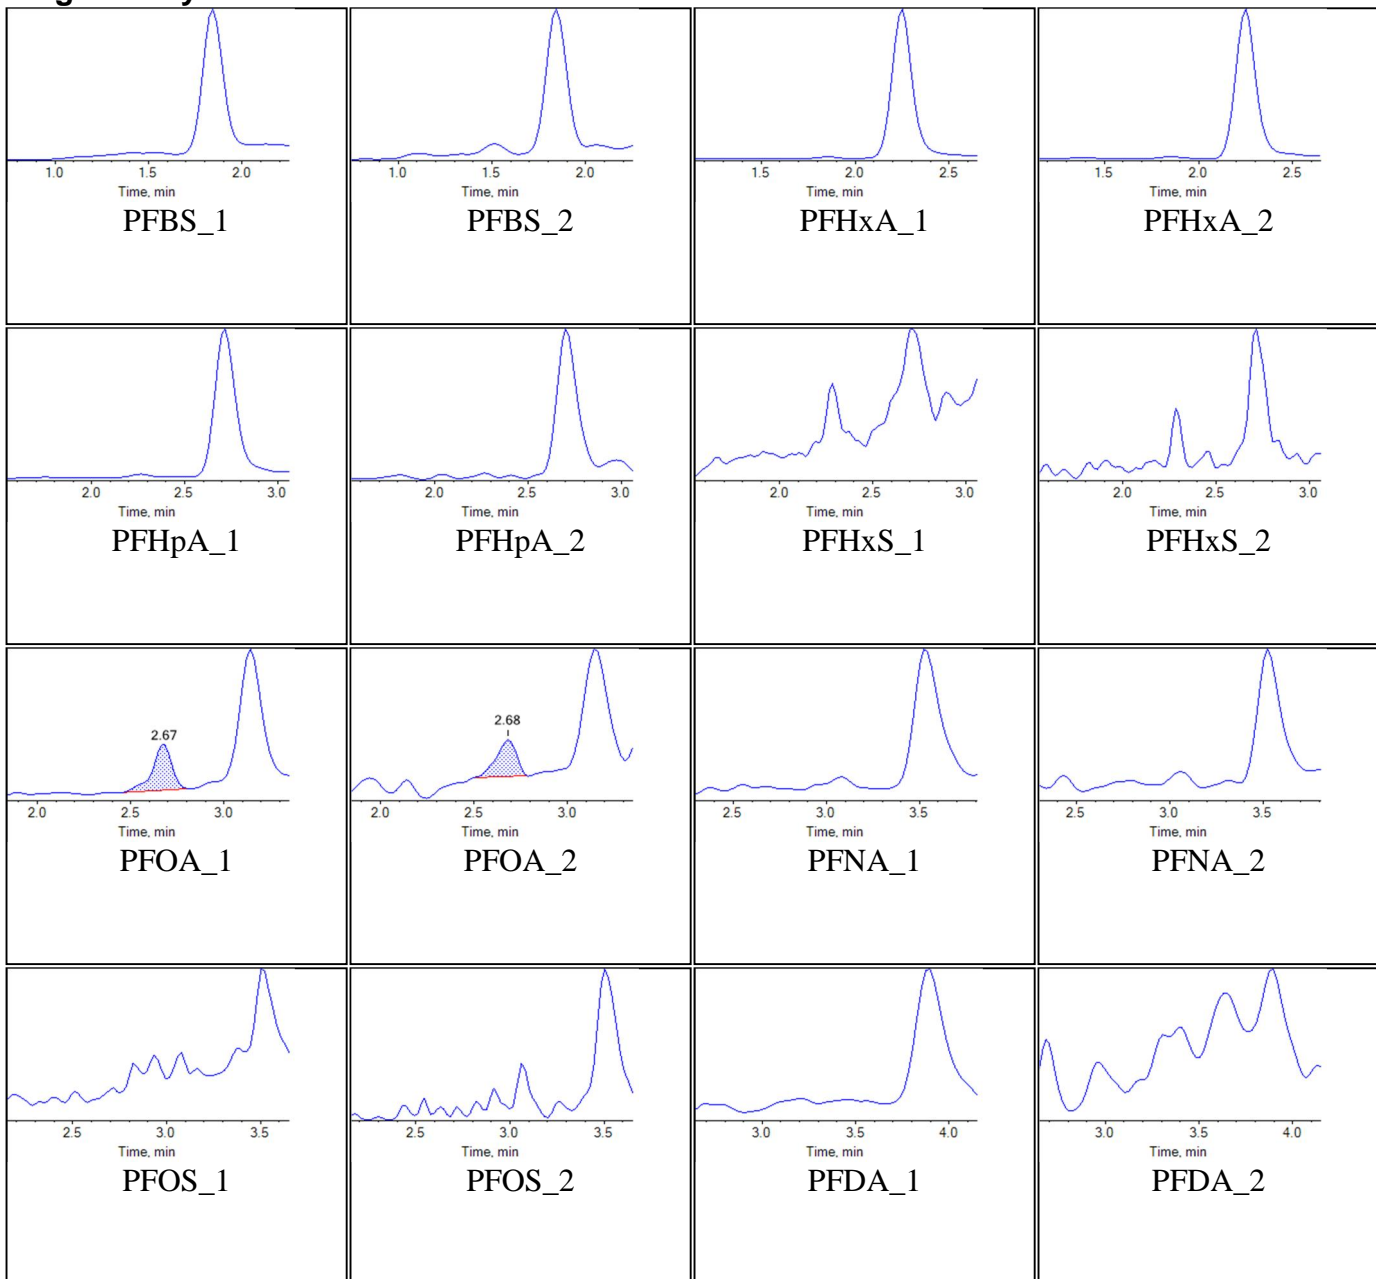 1.0 1.5 2.0 1.0 1.5 2.0 1.5 2.0 2.5 1.5 2.0 2.5
Time, min Time, min Time, min Time, min
PFBS_1 PFBS_2 PFHxA_1 PFHxA_2
2.0 2.5 3.0 2.0 2.5 3.0 2.0 2.5 3.0 2.0 2.5 3.0
Time, min Time, min Time, min Time, min
PFHpA_1 PFHpA_2 PFHxS_1 PFHxS_2
2.67 2.68
2.0 2.5 3.0 2.0 2.5 3.0 2.5 3.0 3.5 2.5 3.0 3.5
Time, min Time, min Time, min Time, min
PFOA_1 PFOA_2 PFNA_1 PFNA_2
2.5 3.0 3.5 2.5 3.0 3.5 3.0 3.5 4.0 3.0 3.5 4.0
Time, min Time, min Time, min Time, min
PFOS_1 PFOS_2 PFDA_1 PFDA_2